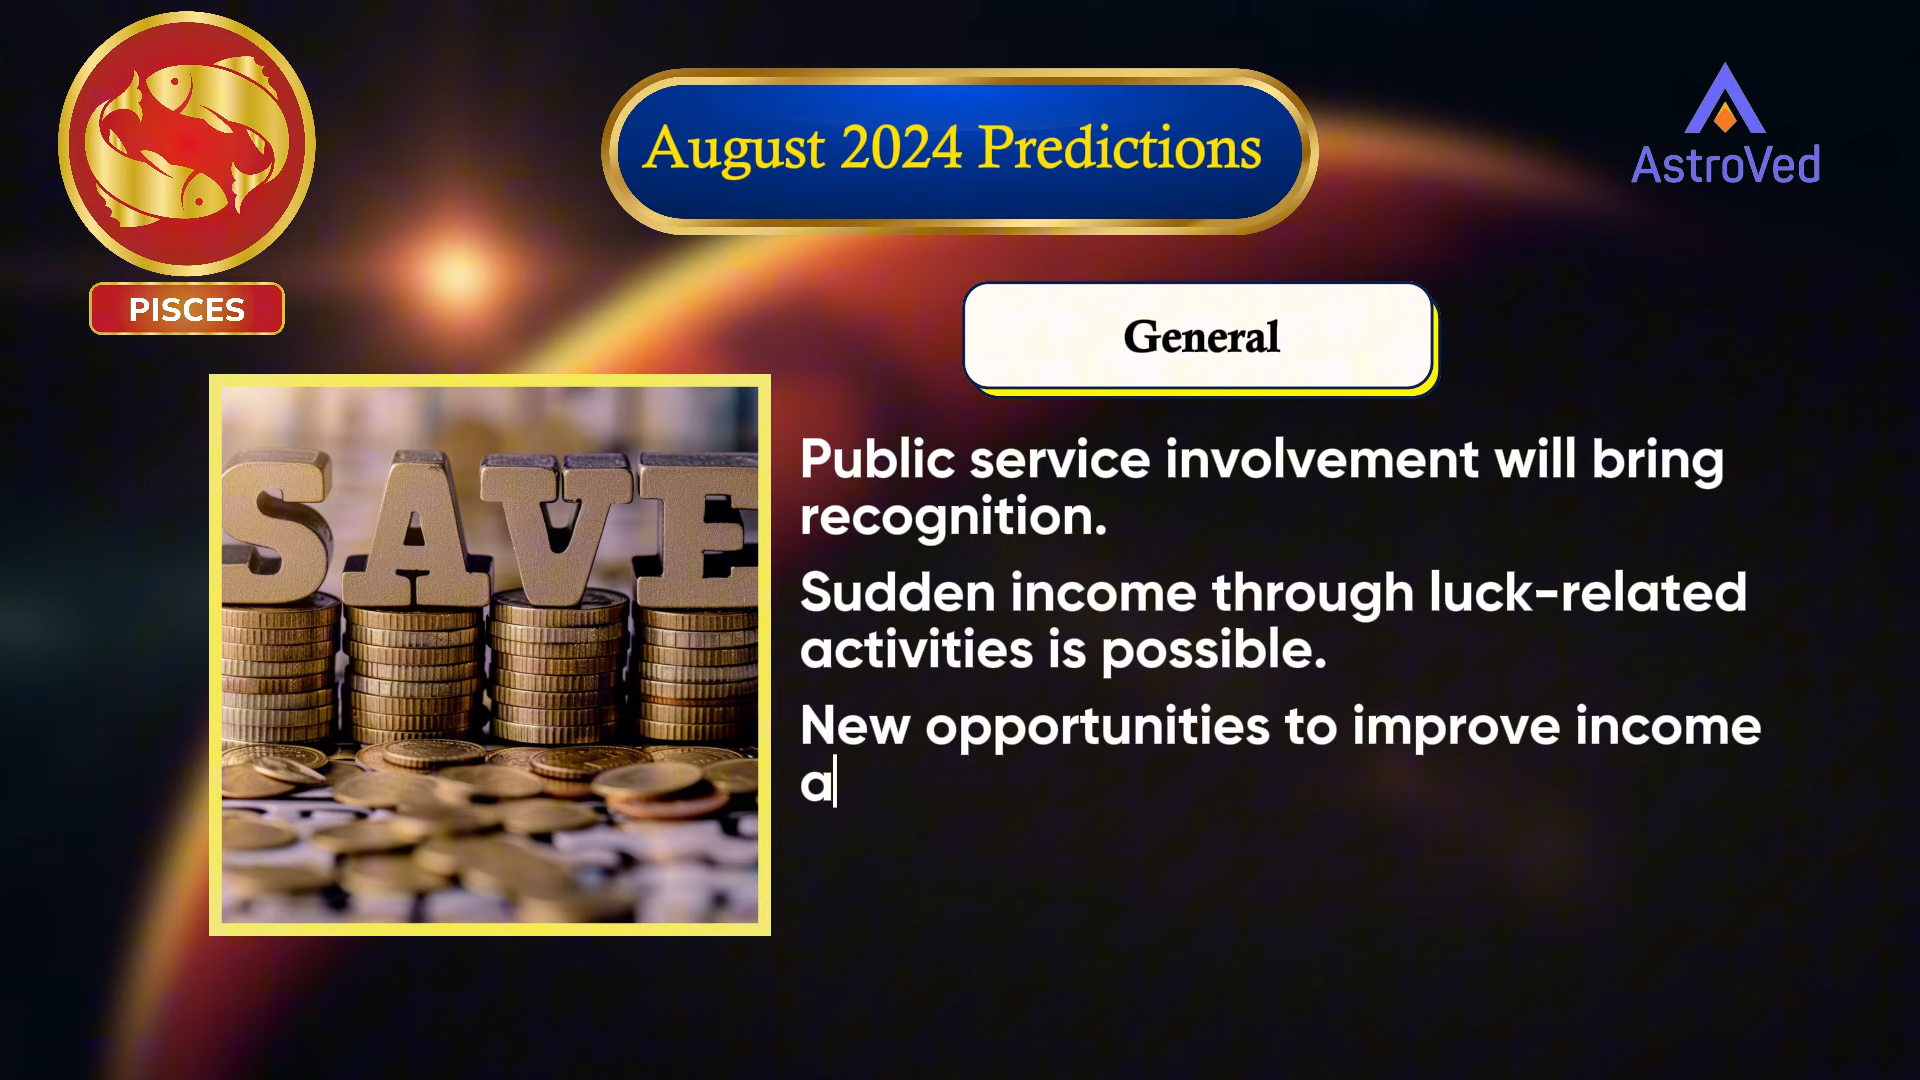 August 2024 Predictions
AstroVed
PISCES
General
SAVE
Public service involvement will bring
recognition.
Sudden income through luck-related
activities is possible.
New opportunities to improve income
a